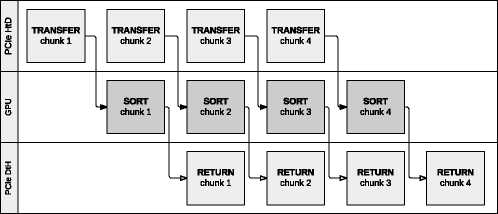 PCIe HtD
TRANSFER
chunk 1
TRANSFER
chunk 2
TRANSFER
chunk 3
TRANSFER
chunk 4
GPU
SORT
chunk 1
SORT
chunk 2
SORT
chunk 3
SORT
chunk 4
PCIe DtH
RETURN
chunk 1
RETURN
chunk 2
RETURN
chunk 3
RETURN
chunk 4